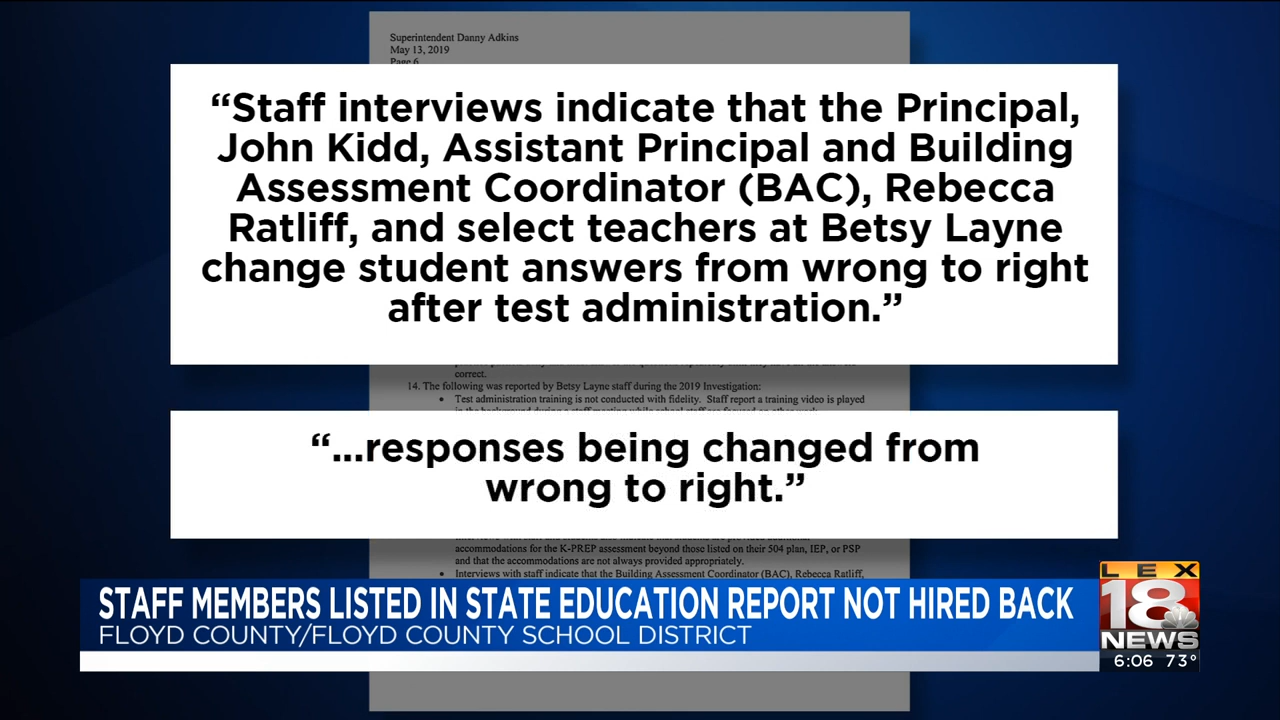 Superintendent Danny Adkins
May 13, 2019
Page 6
“Staff interviews indicate that the Principal,
John Kidd, Assistant Principal and Building
Assessment Coordinator (BAC), Rebecca
Ratliff, and select teachers at Betsy Layne
change student answers from wrong to right
after test administration.”
correct.
14. The following was reported by Betsy Layne staff during the 2019 Investigation:
• Test administration training is not conducted with fidelity. Staff report a training video is played
“...responses being changed from
wrong to right.”
accommodations for the K-PREP assessment beyond those listed on their 504 plan, IEP, or PSP
and that the accommodations are not always provided appropriately.
• Interviews with staff indicate that the Building Assessment Coordinator (BAC), Rebecca Ratliff,
STAFF MEMBERS LISTED IN STATE EDUCATION REPORT NOT HIRED BACK
FLOYD COUNTY/FLOYD COUNTY SCHOOL DISTRICT
LEX
18
NEWS
6:06 73°